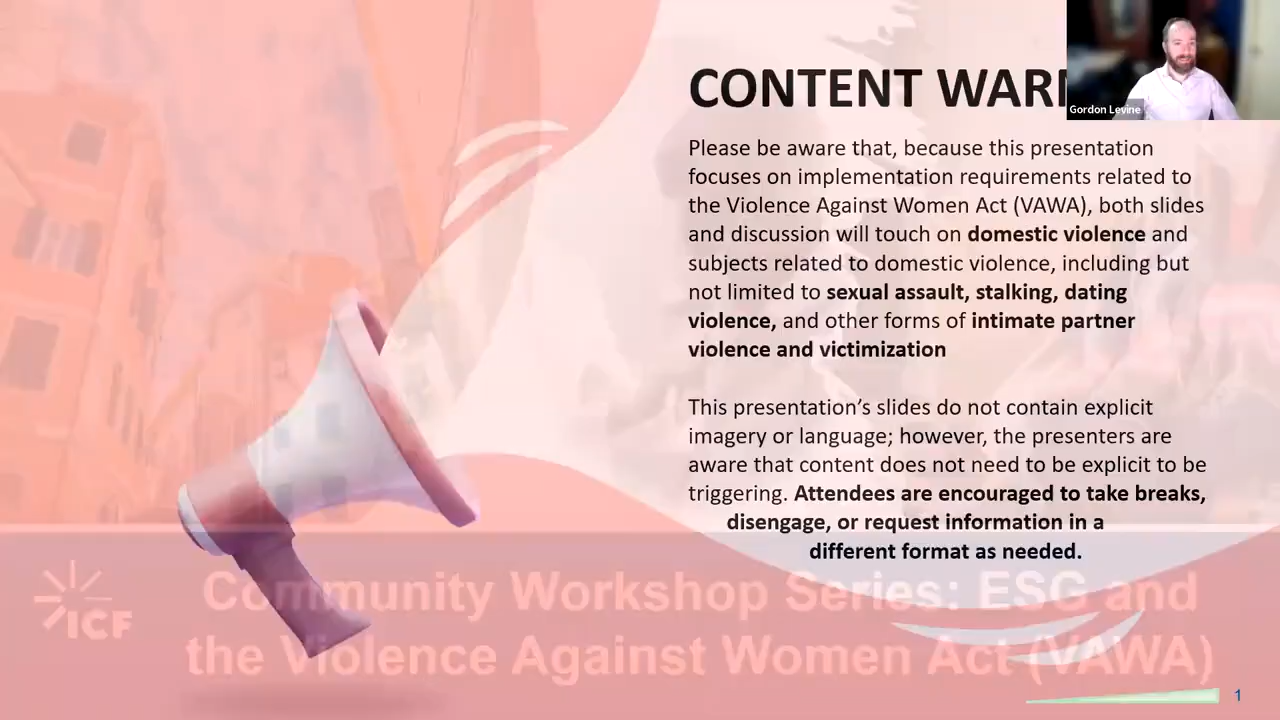 CONTENT WAR
Gordon Levine
Please be aware that, because this presentation
focuses on implementation requirements related to
the Violence Against Women Act (VAWA), both slides
and discussion will touch on domestic violence and
subjects related to domestic violence, including but
not limited to sexual assault, stalking, dating
violence, and other forms of intimate partner
violence and victimization
This presentation’s slides do not contain explicit
imagery or language; however, the presenters are
aware that content does not need to be explicit to be
triggering. Attendees are encouraged to take breaks,
disengage, or request information in a
different format as needed.
ICF
Community Workshop Series: ESG and
the Violence Against Women Act (VAWA)
1